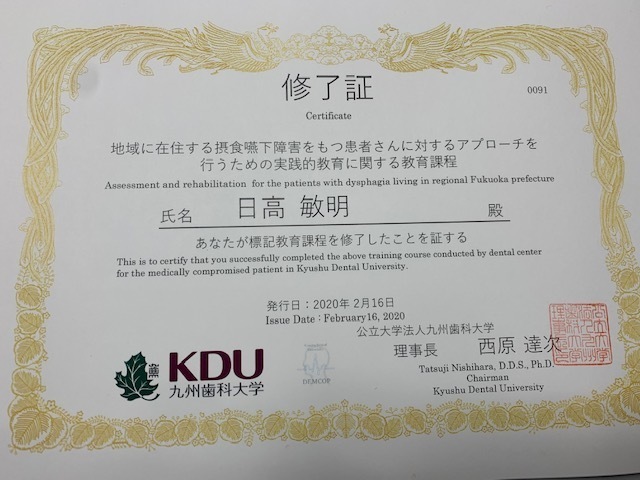 修了証
0091
Certificate
地域に在住する摂食嚥下障害をもつ患者さんに対するアプローチを
行うための実践的教育に関する教育課程
Assessment and rehabilitation for the patients with dysphagia living in regional Fukuoka prefecture
氏名 日高 敏明 殿
あなたが標記教育課程を修了したことを証する
This is to certify that you successfully completed the above training course conducted by dental center
for the medically compromised patient in Kyushu Dental University.
発行日：2020年 2月16日
Issue Date : February16, 2020
公立大学法人九州歯科大学
理事長 西原 達次
Tatsuji Nishihara, D.D.S., Ph.D.
Chairman
Kyushu Dental University
KDU
九州歯科大学
DEMCOP